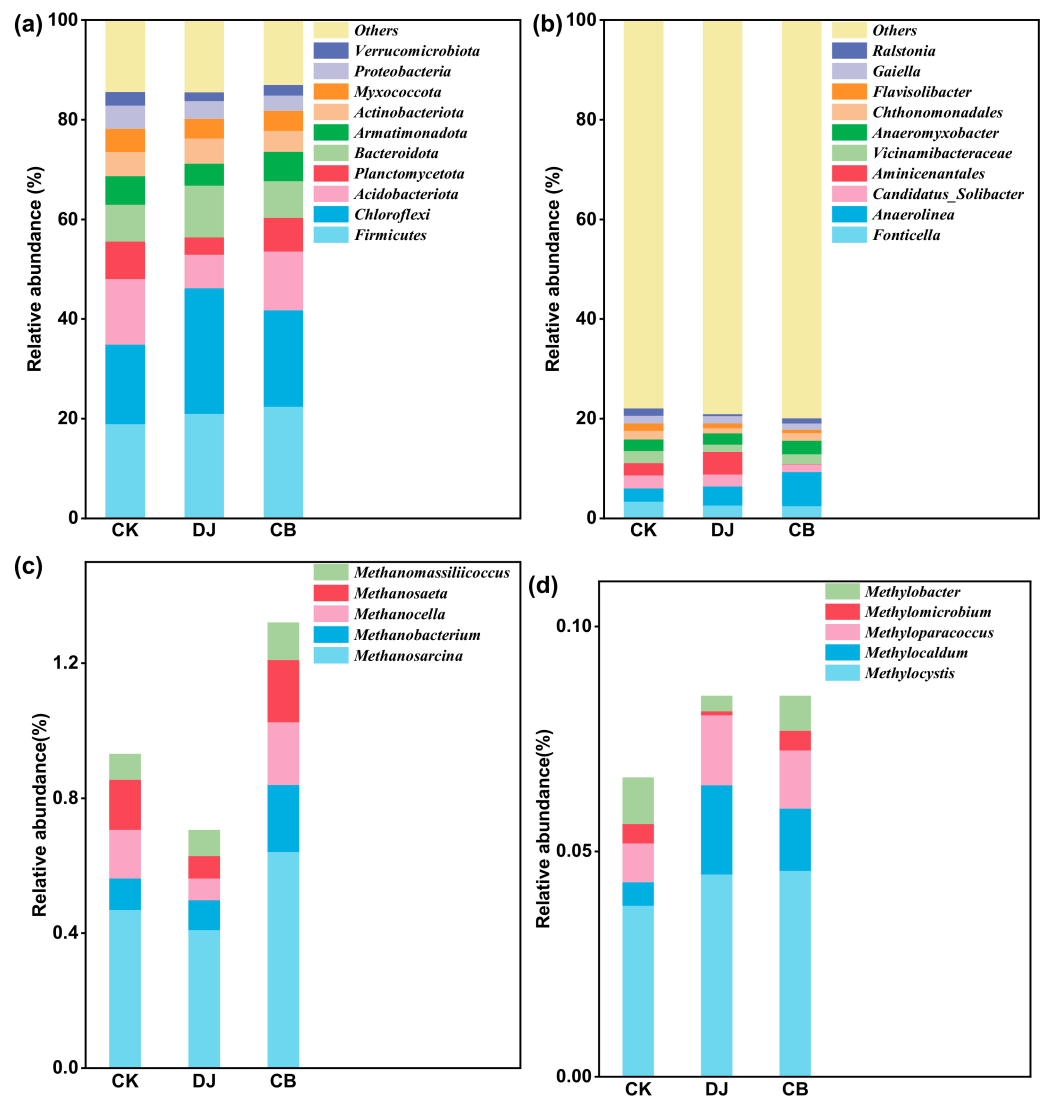 (a)
Relative abundance (%)
100
80
60
40
20
0
CK
DJ
CB
Others
Verrucomicrobiota
Proteobacteria
Myxococcota
Actinobacteriota
Armatimonadota
Bacteroidota
Planctomycetota
Acidobacteriota
Chloroflexi
Firmicutes
(b)
Relative abundance (%)
100
80
60
40
20
0
CK
DJ
CB
Others
Ralstonia
Gaiella
Flavisolibacter
Chthonomonadales
Anaeromyxobacter
Vicinamibacteraceae
Aminicenantales
Candidatus_Solibacter
Anaerolinea
Fonticella
(c)
Relative abundance(%)
1.2
0.8
0.4
0.0
CK
DJ
CB
Methanomassiliicoccus
Methanosaeta
Methanocella
Methanobacterium
Methanosarcina
(d)
Relative abundance(%)
0.10
0.05
0.00
CK
DJ
CB
Methylobacter
Methylomicrobium
Methyloparacoccus
Methylocaldum
Methylocystis